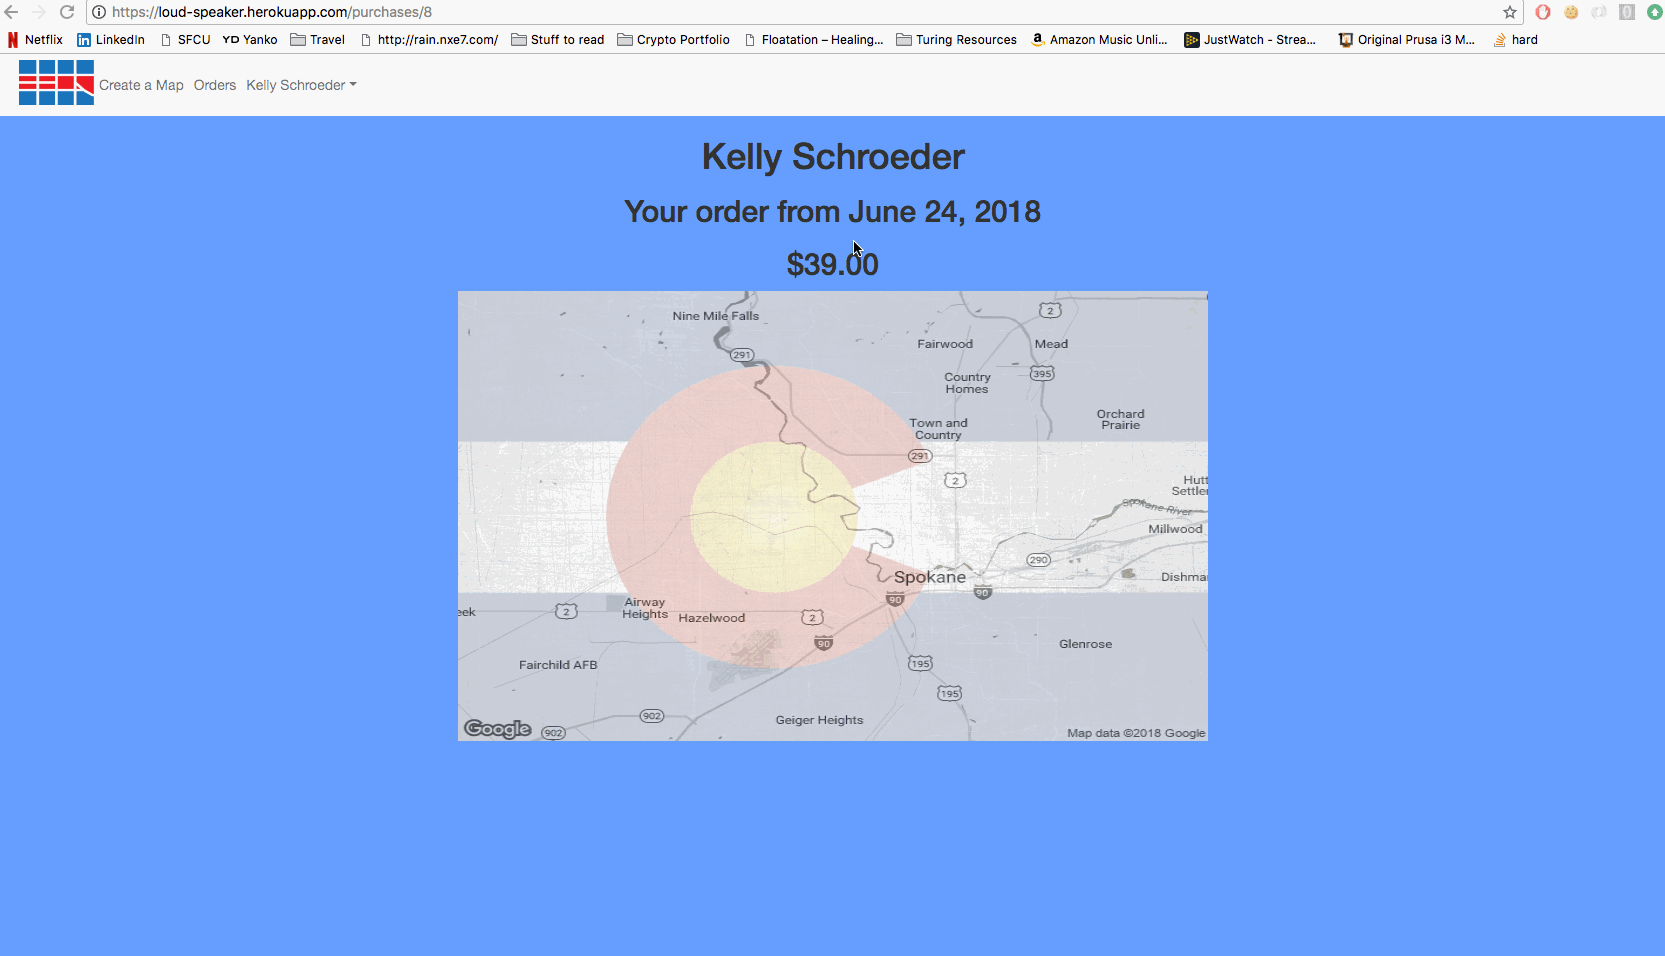 https://loud-speaker.herokuapp.com/purchases/8
Netflix LinkedIn SFCU YD Yanko Travel http://rain.nxe7.com/ Stuff to read Crypto Portfolio Floatation – Healing... Turing Resources Amazon Music Unli... JustWatch - Strea... Original Prusa i3 M... hard
Create a Map Orders Kelly Schroeder
Kelly Schroeder
Your order from June 24, 2018
$39.00
Nine Mile Falls
2
Fairwood
Mead
291
395
Country
Homes
Orchard
Prairie
Town and
Country
291
2
Hutt
Settler
Spokane River
Millwood
290
Spokane
Dishma
90
90
Airway
Heights
eek
2
Hazelwood
2
90
Glenrose
Fairchild AFB
195
195
902
Geiger Heights
Google
902
Map data ©2018 Google